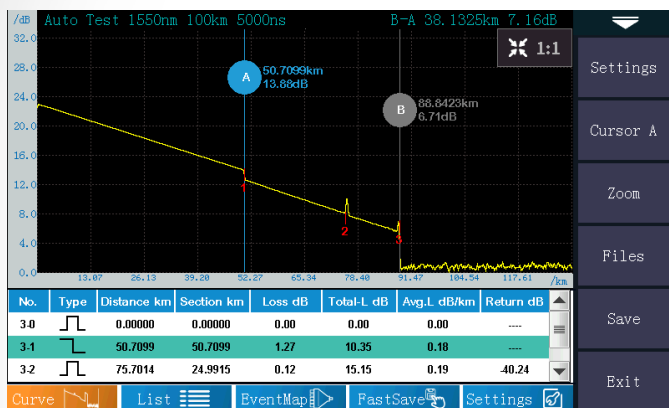 /dB Auto Test 1550nm 100km 5000ns B-A 38.1325km 7.16dB
32.0
1:1
28.0
A 50.7099km
13.88dB
Settings
24.0
B 88.8423km
6.71dB
20.0
Cursor A
16.0
12.0
1
Zoom
8.0
2
3
4.0
Files
0.0
13.07 26.13 39.20 52.27 65.34 78.40 91.47 104.54 117.61 /km
No. Type Distance km Section km Loss dB Total-L dB Avg.L dB/km Return dB
3-0 0.00000 0.00000 0.00 0.00 0.00 ----
Save
3-1 50.7099 50.7099 1.27 10.35 0.18 ----
3-2 75.7014 24.9915 0.12 15.15 0.19 -40.24
Exit
Curve List EventMap FastSave Settings